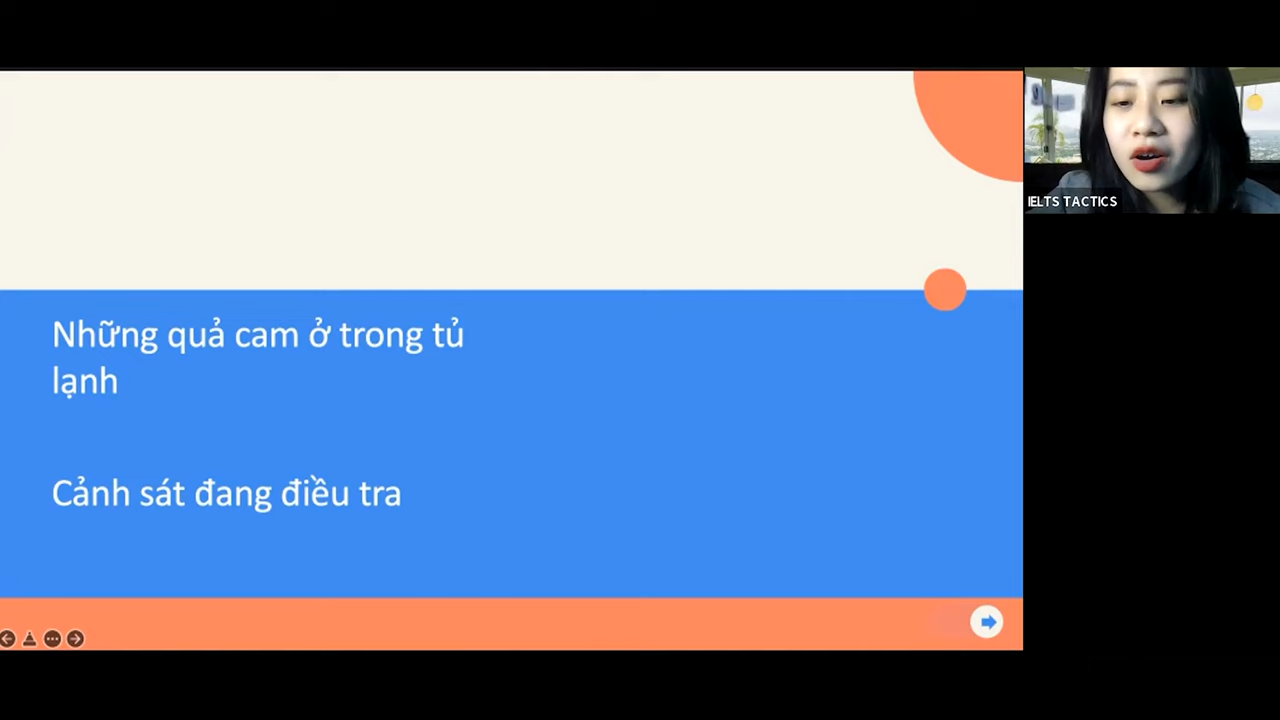 Những quả cam ở trong tủ
lạnh
Cảnh sát đang điều tra
IELTS TACTICS